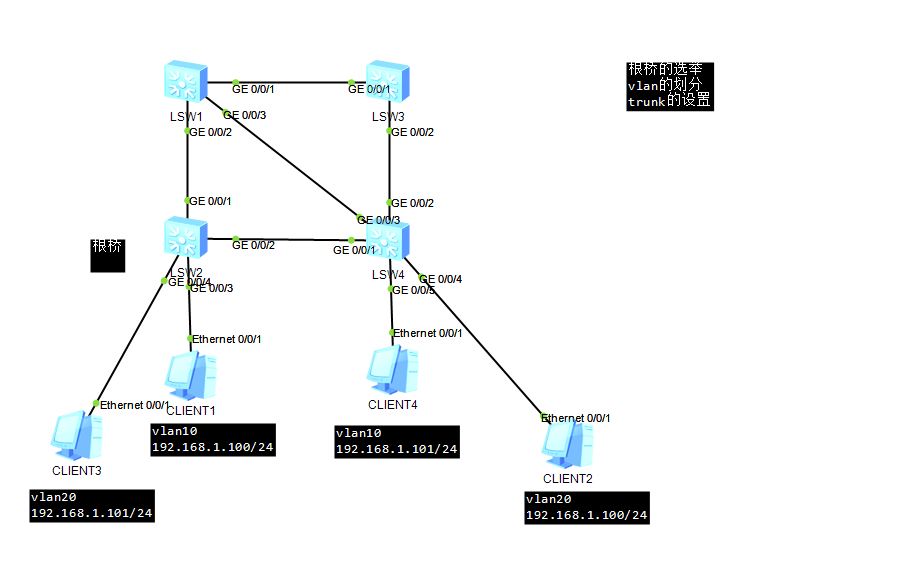 根桥的选举
vlan的划分
trunk的设置
GE 0/0/1
GE 0/0/1
LSW1
GE 0/0/3
LSW3
GE 0/0/2
GE 0/0/2
GE 0/0/1
GE 0/0/2
GE 0/0/3
根桥
GE 0/0/2
GE 0/0/1
LSW2
LSW4
GE 0/0/4
GE 0/0/3
GE 0/0/4
GE 0/0/5
Ethernet 0/0/1
Ethernet 0/0/1
Ethernet 0/0/1
CLIENT1
CLIENT4
Ethernet 0/0/1
vlan10
192.168.1.100/24
vlan10
192.168.1.101/24
CLIENT3
CLIENT2
vlan20
192.168.1.101/24
vlan20
192.168.1.100/24